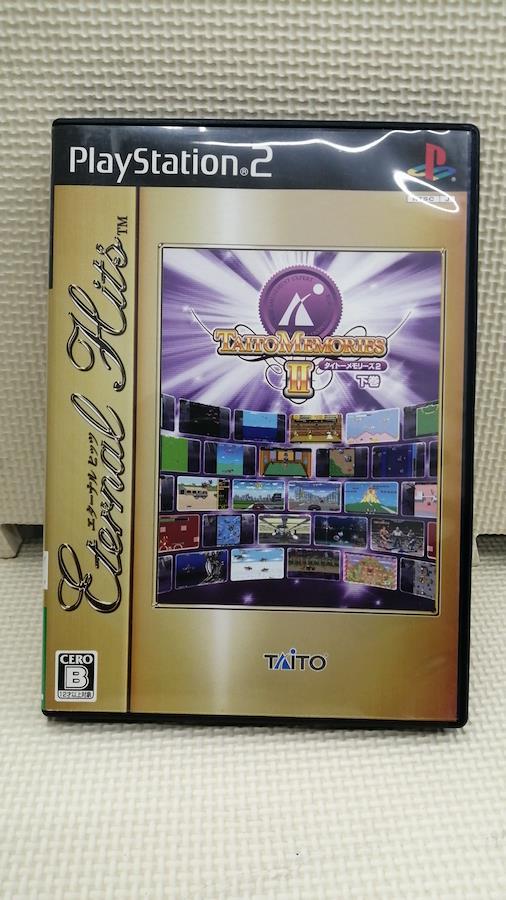 PlayStation®2
NTSC J
Eternal Hits™
エターナル ヒッツ
TAITO MEMORIES
II
タイトーメモリーズ2
下巻
TAITO
CERO
B
12才以上対象